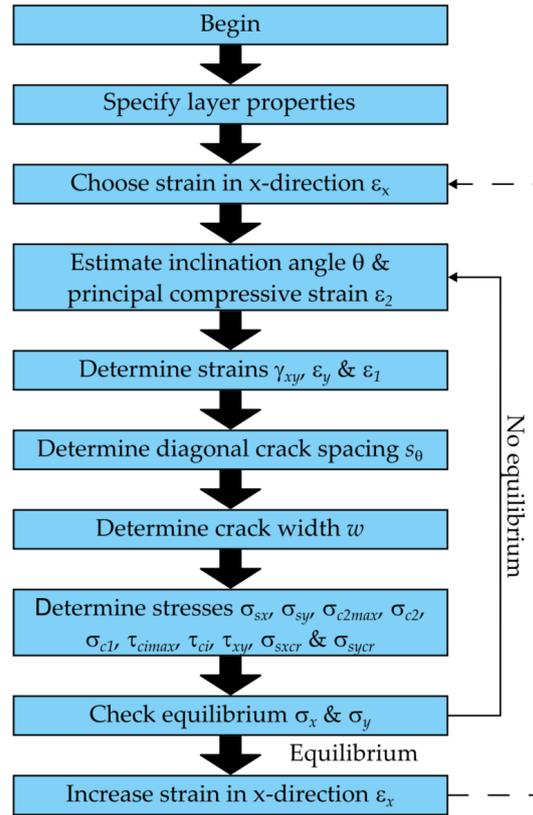 Begin
Specify layer properties
Choose strain in x-direction εx
Estimate inclination angle θ &
principal compressive strain ε2
Determine strains γxy, εy & ε1
Determine diagonal crack spacing sθ
Determine crack width w
Determine stresses σsx, σsy, σc2max, σc2,
σc1, τcimax, τci, τxy, σsxcr & σsycr
Check equilibrium σx & σy
No equilibrium
Equilibrium
Increase strain in x-direction εx